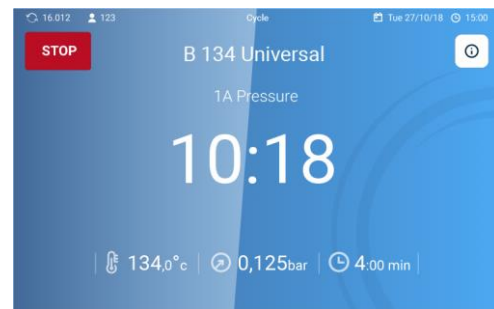 16.012 123 Cycle Tue 27/10/18 15:00
STOP
B 134 Universal
1A Pressure
10:18
134,0°c 0,125bar 4:00 min